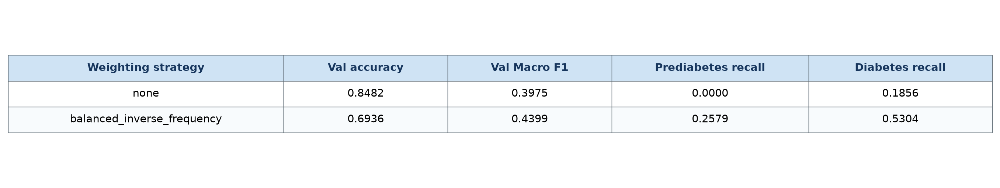 Weighting strategy Val accuracy Val Macro F1 Prediabetes recall Diabetes recall
none 0.8482 0.3975 0.0000 0.1856
balanced_inverse_frequency 0.6936 0.4399 0.2579 0.5304